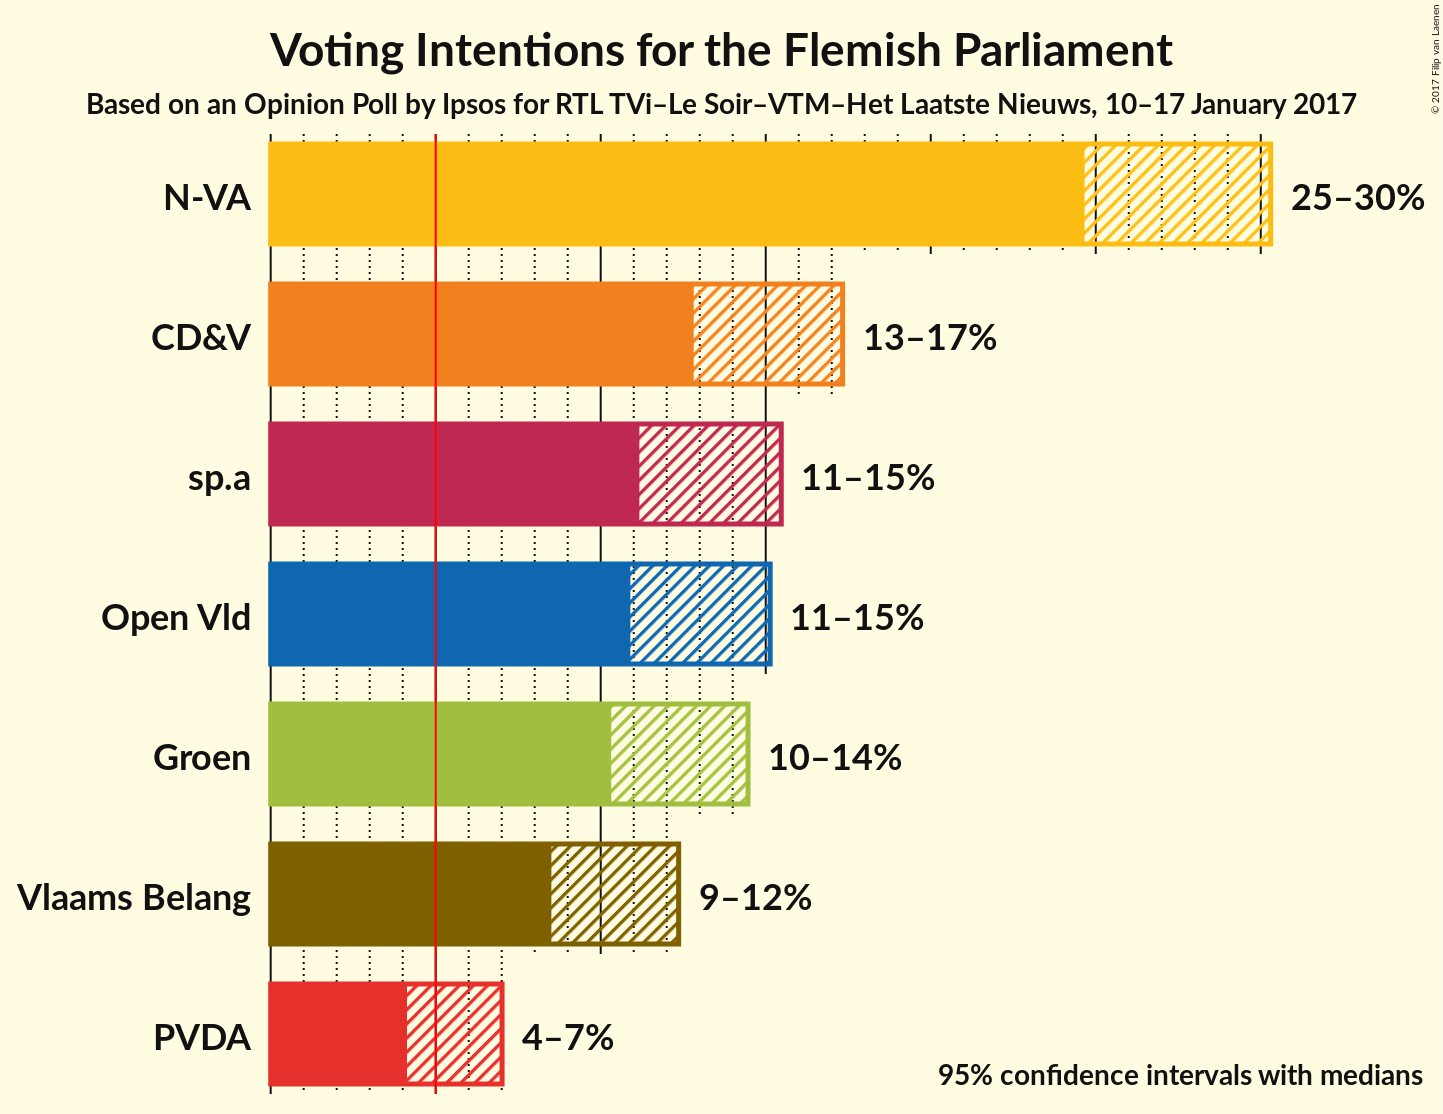 Voting Intentions for the Flemish Parliament
Based on an Opinion Poll by Ipsos for RTL TVi–Le Soir–VTM–Het Laatste Nieuws, 10–17 January 2017
© 2017 Filip van Laenen
N-VA
25–30%
CD&V
13–17%
sp.a
11–15%
Open Vld
11–15%
Groen
10–14%
Vlaams Belang
9–12%
PVDA
4–7%
95% confidence intervals with medians